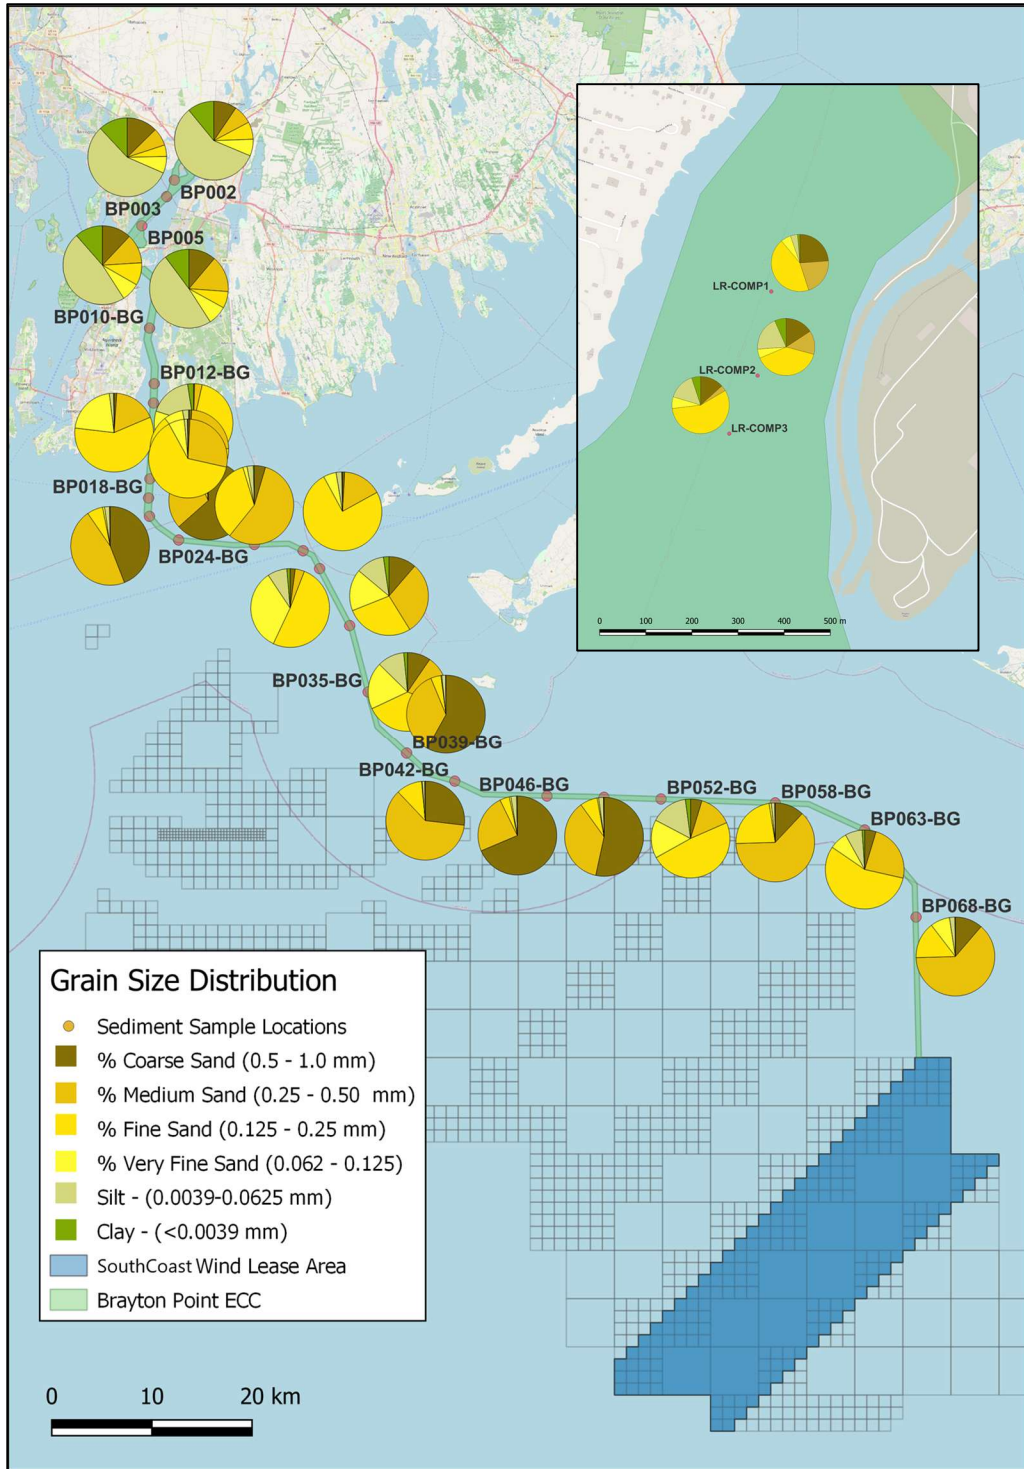 BP002
BP003
BP005
BP010-BG
BP012-BG
BP018-BG
BP024-BG
BP035-BG
BP039-BG
BP042-BG
BP046-BG
BP052-BG
BP058-BG
BP063-BG
BP068-BG
LR-COMP1
LR-COMP2
LR-COMP3
0 100 200 300 400 500 m
Grain Size Distribution
Sediment Sample Locations
% Coarse Sand (0.5 - 1.0 mm)
% Medium Sand (0.25 - 0.50 mm)
% Fine Sand (0.125 - 0.25 mm)
% Very Fine Sand (0.062 - 0.125)
Silt - (0.0039-0.0625 mm)
Clay - (<0.0039 mm)
SouthCoast Wind Lease Area
Brayton Point ECC
0 10 20 km